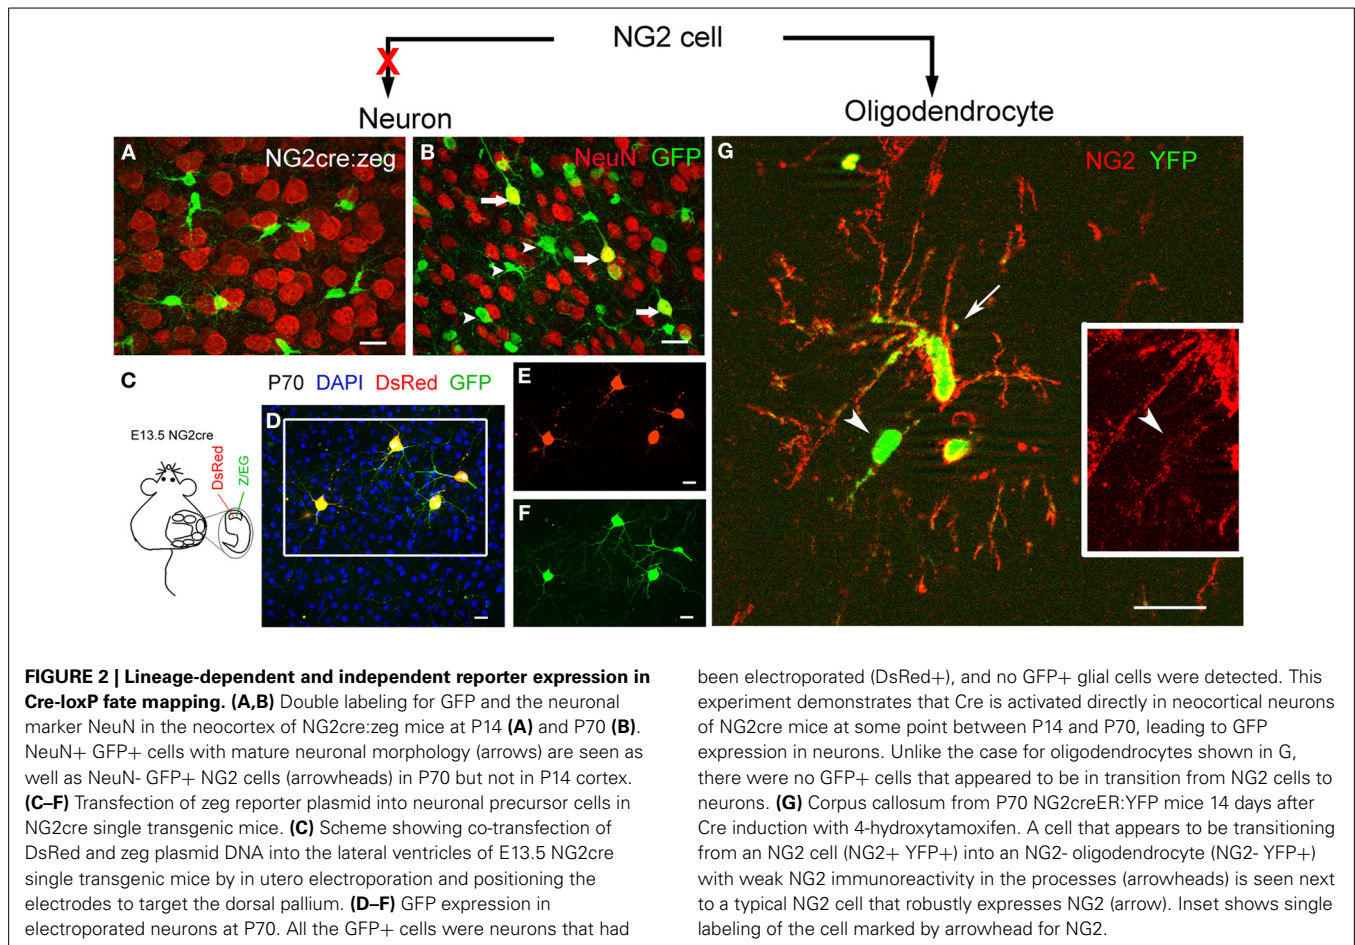 NG2 cell
X
Neuron
Oligodendrocyte
A
NG2cre:zeg
B
NeuN GFP
G
NG2 YFP
C
P70 DAPI DsRed GFP
E13.5 NG2cre
DsRed
Z/EG
D
E
F
FIGURE 2 | Lineage-dependent and independent reporter expression in
Cre-loxP fate mapping. (A,B) Double labeling for GFP and the neuronal
marker NeuN in the neocortex of NG2cre:zeg mice at P14 (A) and P70 (B).
NeuN+ GFP+ cells with mature neuronal morphology (arrows) are seen as
well as NeuN- GFP+ NG2 cells (arrowheads) in P70 but not in P14 cortex.
(C–F) Transfection of zeg reporter plasmid into neuronal precursor cells in
NG2cre single transgenic mice. (C) Scheme showing co-transfection of
DsRed and zeg plasmid DNA into the lateral ventricles of E13.5 NG2cre
single transgenic mice by in utero electroporation and positioning the
electrodes to target the dorsal pallium. (D–F) GFP expression in
electroporated neurons at P70. All the GFP+ cells were neurons that had
been electroporated (DsRed+), and no GFP+ glial cells were detected. This
experiment demonstrates that Cre is activated directly in neocortical neurons
of NG2cre mice at some point between P14 and P70, leading to GFP
expression in neurons. Unlike the case for oligodendrocytes shown in G,
there were no GFP+ cells that appeared to be in transition from NG2 cells to
neurons. (G) Corpus callosum from P70 NG2creER:YFP mice 14 days after
Cre induction with 4-hydroxytamoxifen. A cell that appears to be transitioning
from an NG2 cell (NG2+ YFP+) into an NG2- oligodendrocyte (NG2- YFP+)
with weak NG2 immunoreactivity in the processes (arrowheads) is seen next
to a typical NG2 cell that robustly expresses NG2 (arrow). Inset shows single
labeling of the cell marked by arrowhead for NG2.